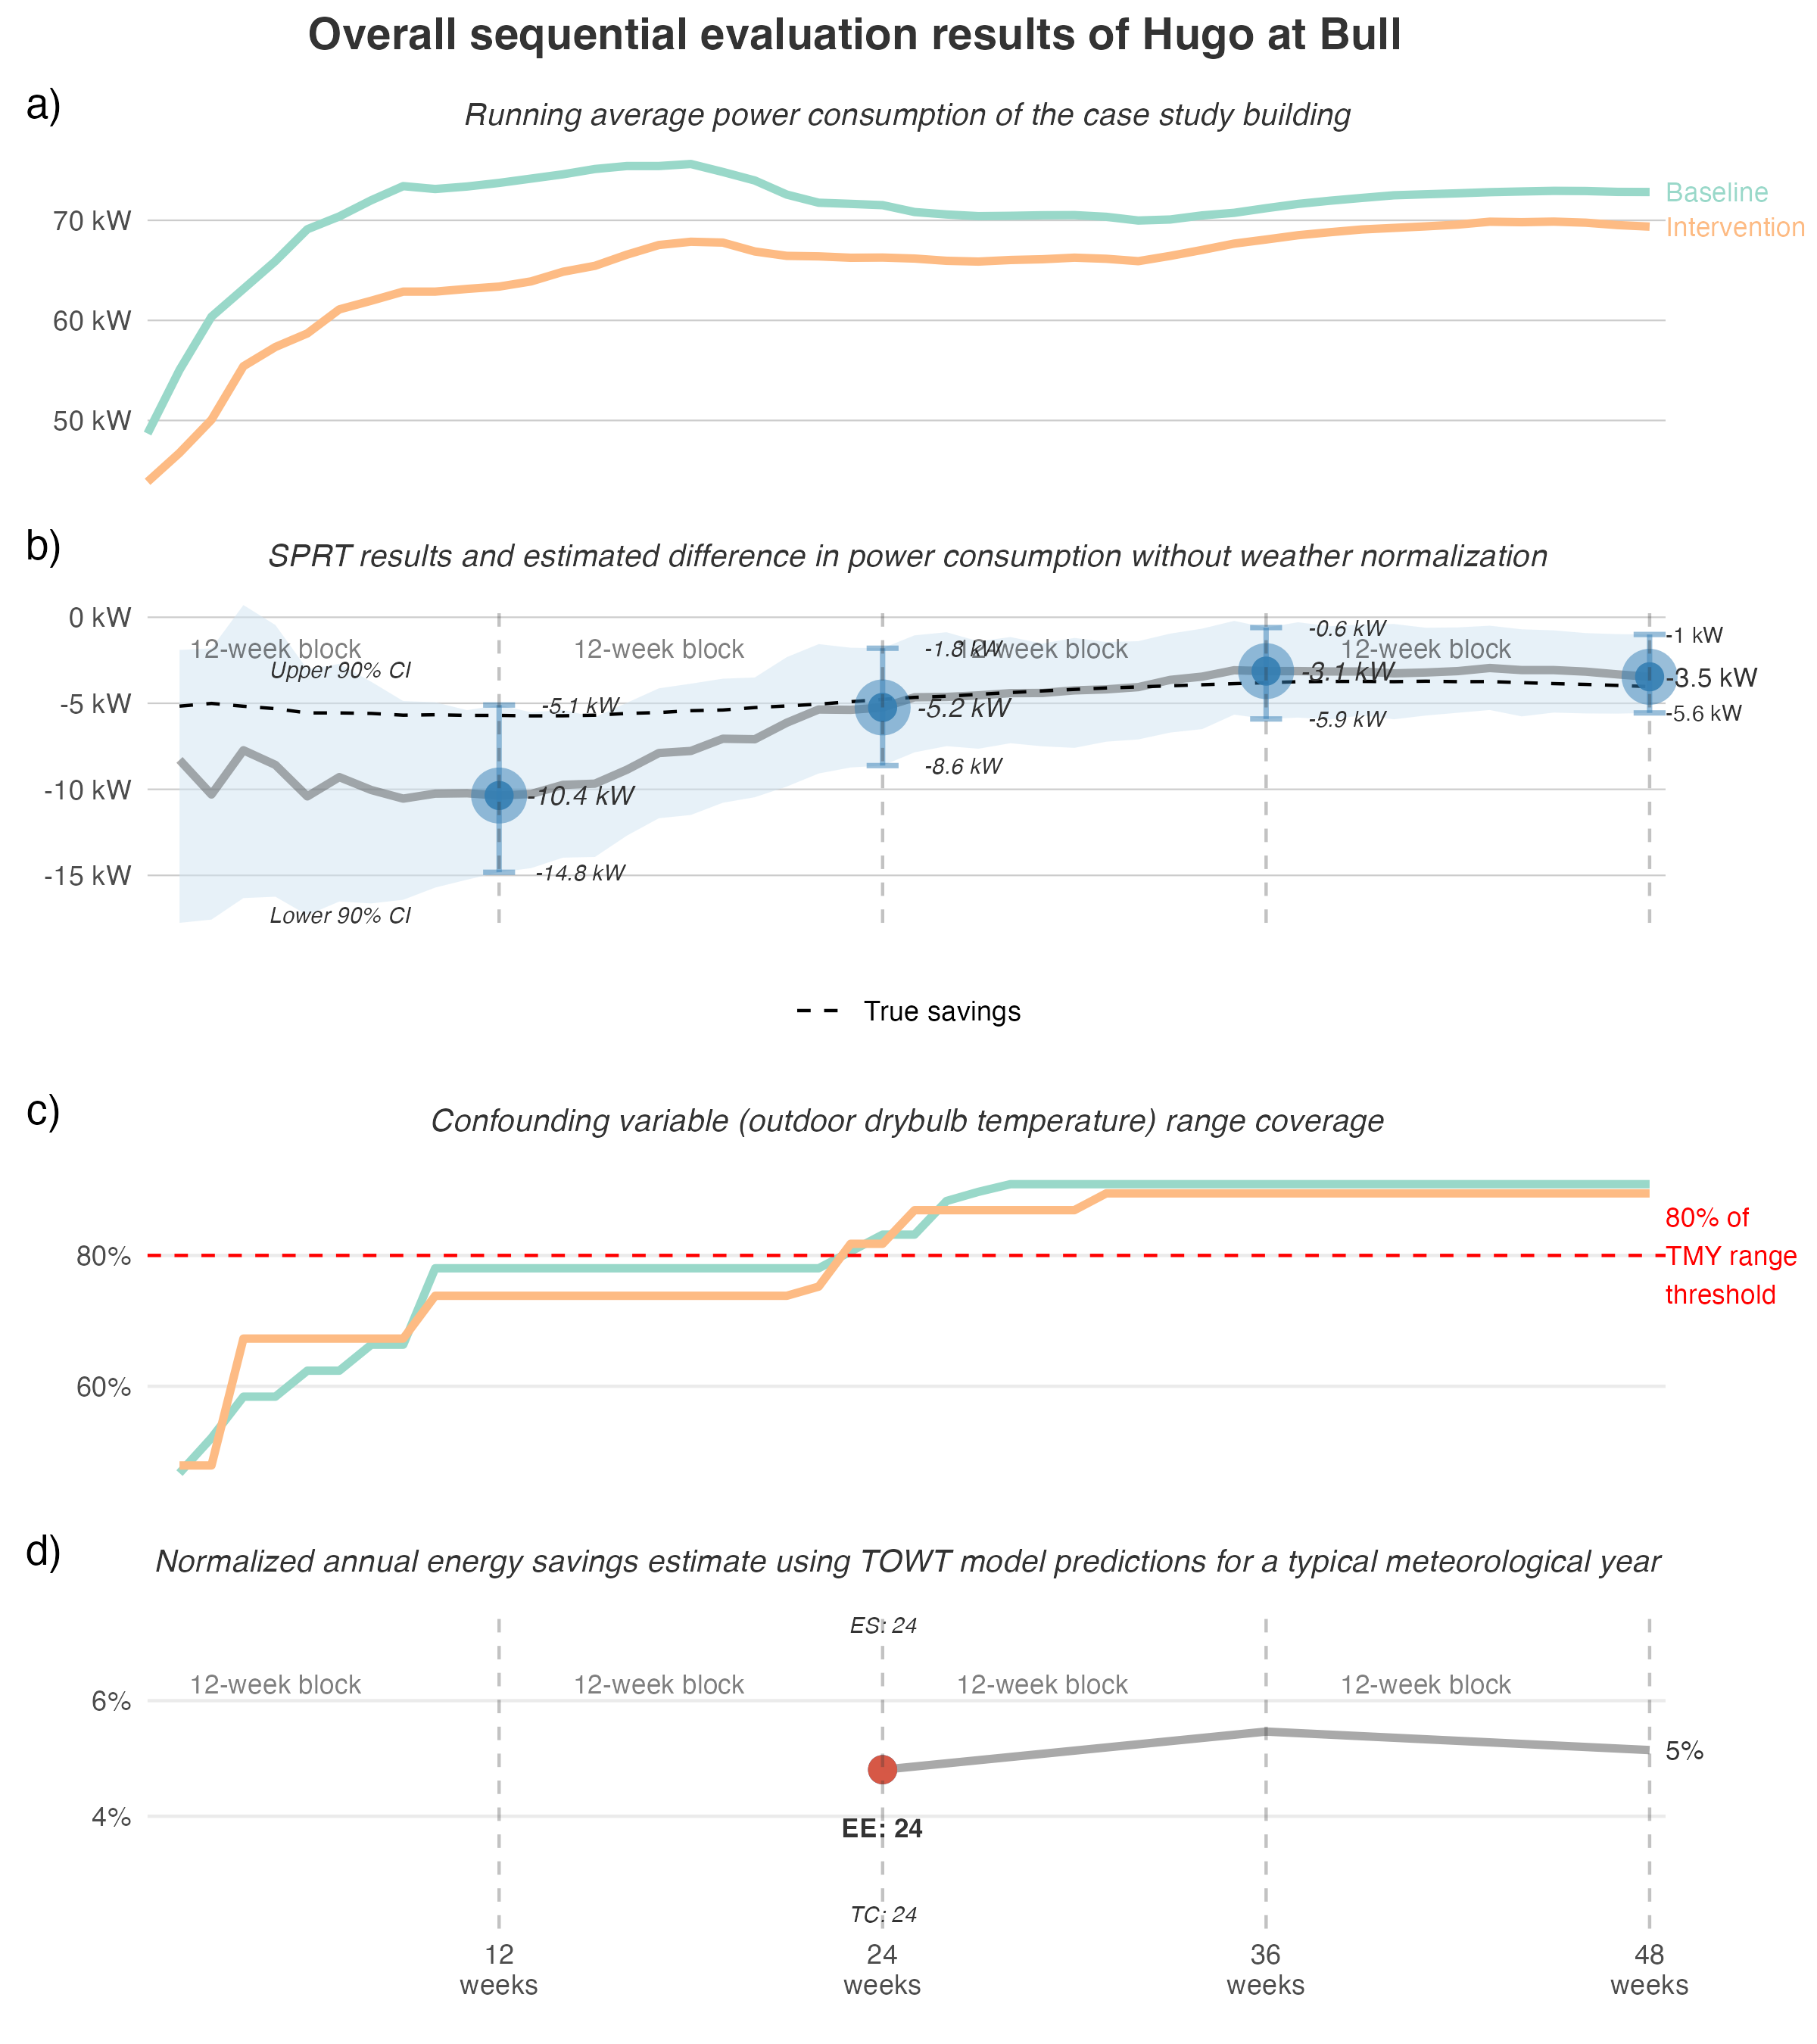 Overall sequential evaluation results of Hugo at Bull
a)
Running average power consumption of the case study building
70 kW
60 kW
50 kW
Baseline
Intervention
b)
SPRT results and estimated difference in power consumption without weather normalization
0 kW
-5 kW
-10 kW
-15 kW
12-week block
12-week block
12-week block
12-week block
Upper 90% CI
Lower 90% CI
-5.1 kW
-10.4 kW
-14.8 kW
-1.8 kW
-5.2 kW
-8.6 kW
-0.6 kW
-3.1 kW
-5.9 kW
-1 kW
-3.5 kW
-5.6 kW
True savings
c)
Confounding variable (outdoor drybulb temperature) range coverage
80%
60%
80% of
TMY range
threshold
d)
Normalized annual energy savings estimate using TOWT model predictions for a typical meteorological year
ES: 24
12-week block
12-week block
12-week block
12-week block
6%
4%
5%
EE: 24
TC: 24
12
weeks
24
weeks
36
weeks
48
weeks